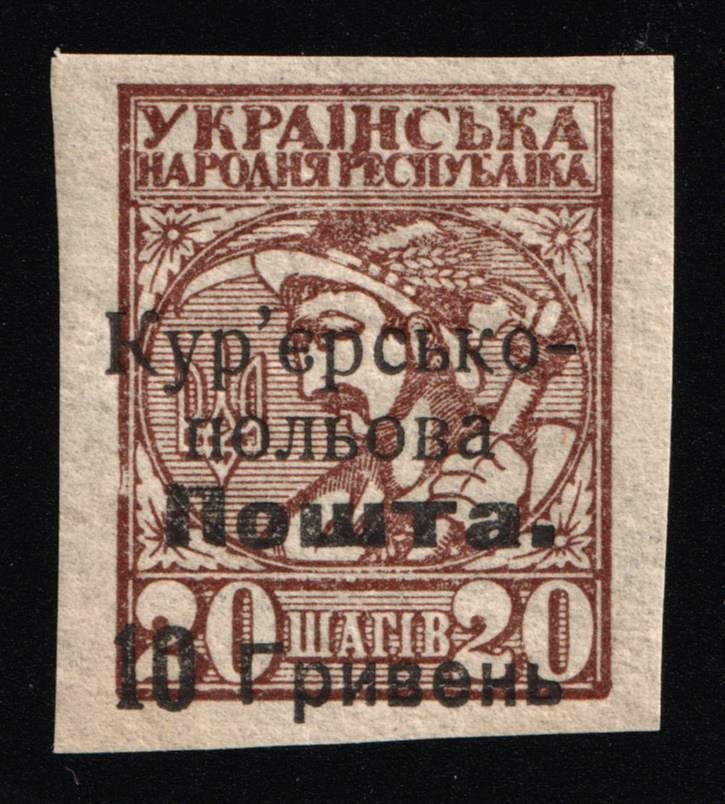 УКРАЇНСЬКА
НАРОДНЯ РЕСПУБЛІКА
Кур’єрсько-
польова
Пошта.
20 ШАГІВ 20
10 Гривень